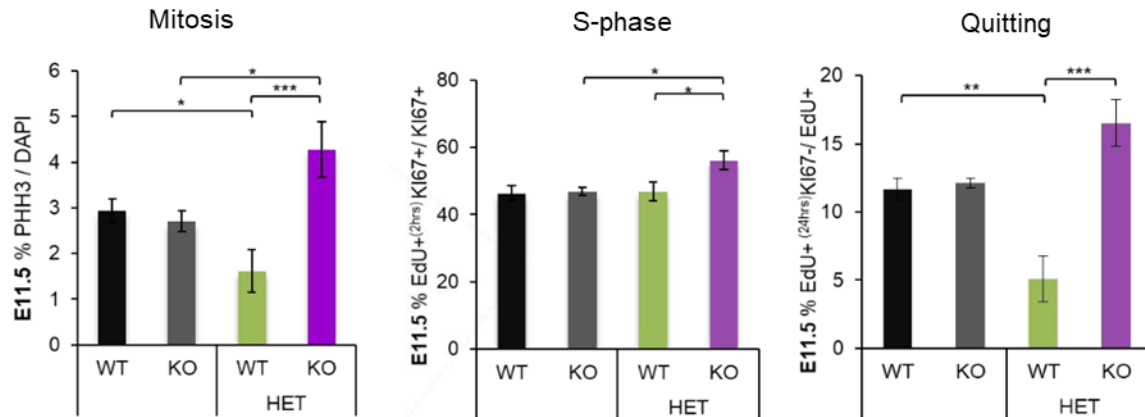 Mitosis
E11.5 % PHH3 / DAPI
6
5
4
3
2
1
0
*
*
***
WT
KO
WT
KO
HET
S-phase
E11.5 % EdU+(2hrs)KI67+/ KI67+
80
60
40
20
0
*
*
WT
KO
WT
KO
HET
Quitting
E11.5 % EdU+ (24hrs)KI67-/ EdU+
20
15
10
5
0
**
***
WT
KO
WT
KO
HET